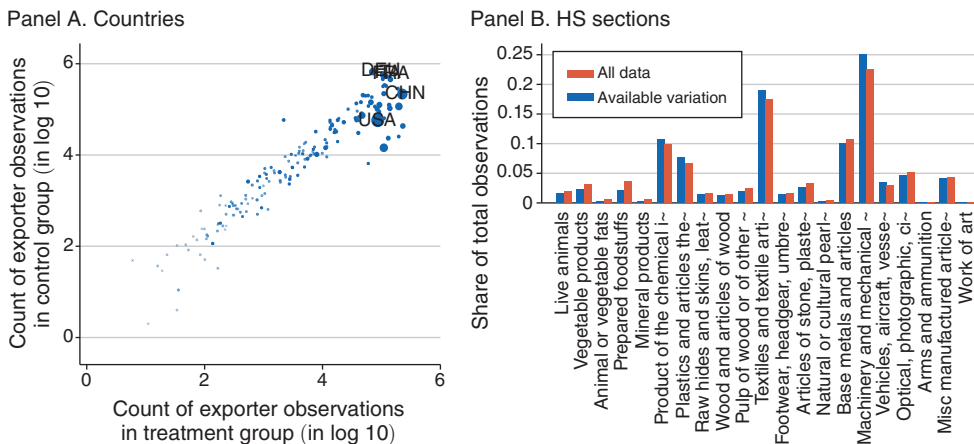 Panel A. Countries
Count of exporter observations
in control group (in log 10)
6
4
2
0
CHN
USA
0
2
4
6
Count of exporter observations
in treatment group (in log 10)
Panel B. HS sections
Share of total observations
0.25
0.2
0.15
0.1
0.05
0
All data
Available variation
Live animals
Vegetable products
Animal or vegetable fats
Prepared foodstuffs
Mineral products
Product of the chemical i~
Plastics and articles the~
Raw hides and skins, leat~
Wood and articles of wood
Pulp of wood or of other ~
Textiles and textile arti~
Footwear, headgear, umbre~
Articles of stone, plaste~
Natural or cultural pearl~
Base metals and articles
Machinery and mechanical ~
Vehicles, aircraft, vesse~
Optical, photographic, ci~
Arms and ammunition
Misc manufactured article~
Work of art